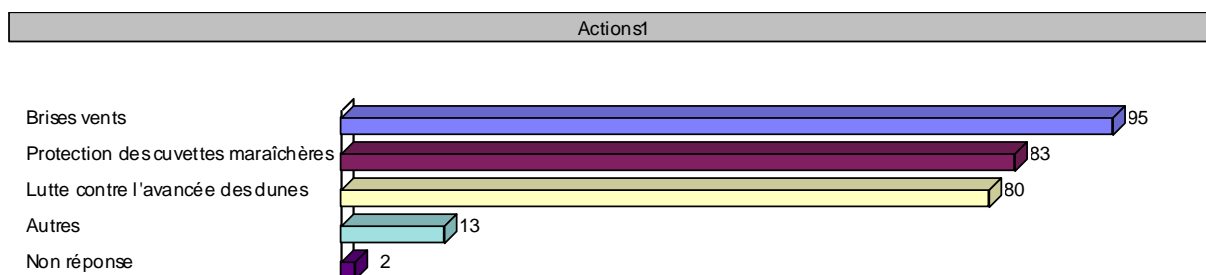 Actions1
Brises vents 95
Protection des cuvettes maraîchères 83
Lutte contre l'avancée des dunes 80
Autres 13
Non réponse 2